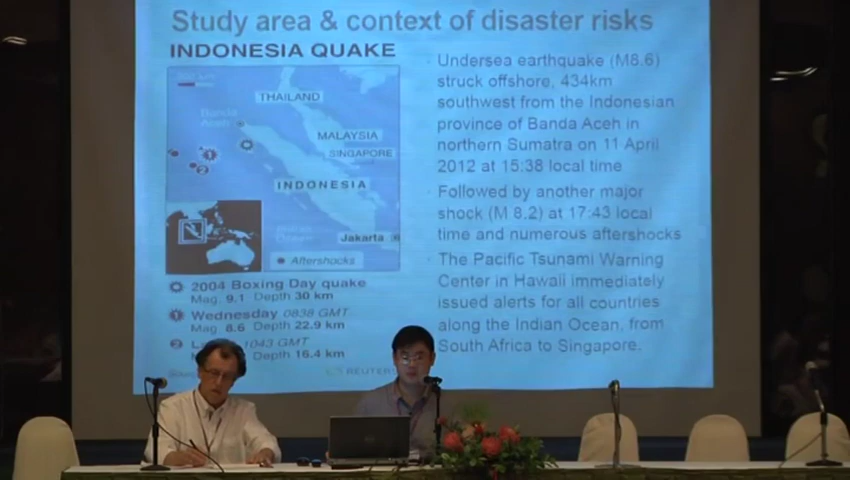 Study area & context of disaster risks
INDONESIA QUAKE
THAILAND
Banda
Aceh
MALAYSIA
SINGAPORE
INDONESIA
Jakarta
Aftershocks
2004 Boxing Day quake
Mag. 9.1 Depth 30 km
1 Wednesday 0838 GMT
Mag. 8.6 Depth 22.9 km
2
1043 GMT
Depth 16.4 km
REUTERS
Undersea earthquake (M8.6)
struck offshore, 434km
southwest from the Indonesian
province of Banda Aceh in
northern Sumatra on 11 April
2012 at 15:38 local time
Followed by another major
shock (M 8.2) at 17:43 local
time and numerous aftershocks
The Pacific Tsunami Warning
Center in Hawaii immediately
issued alerts for all countries
along the Indian Ocean, from
South Africa to Singapore.